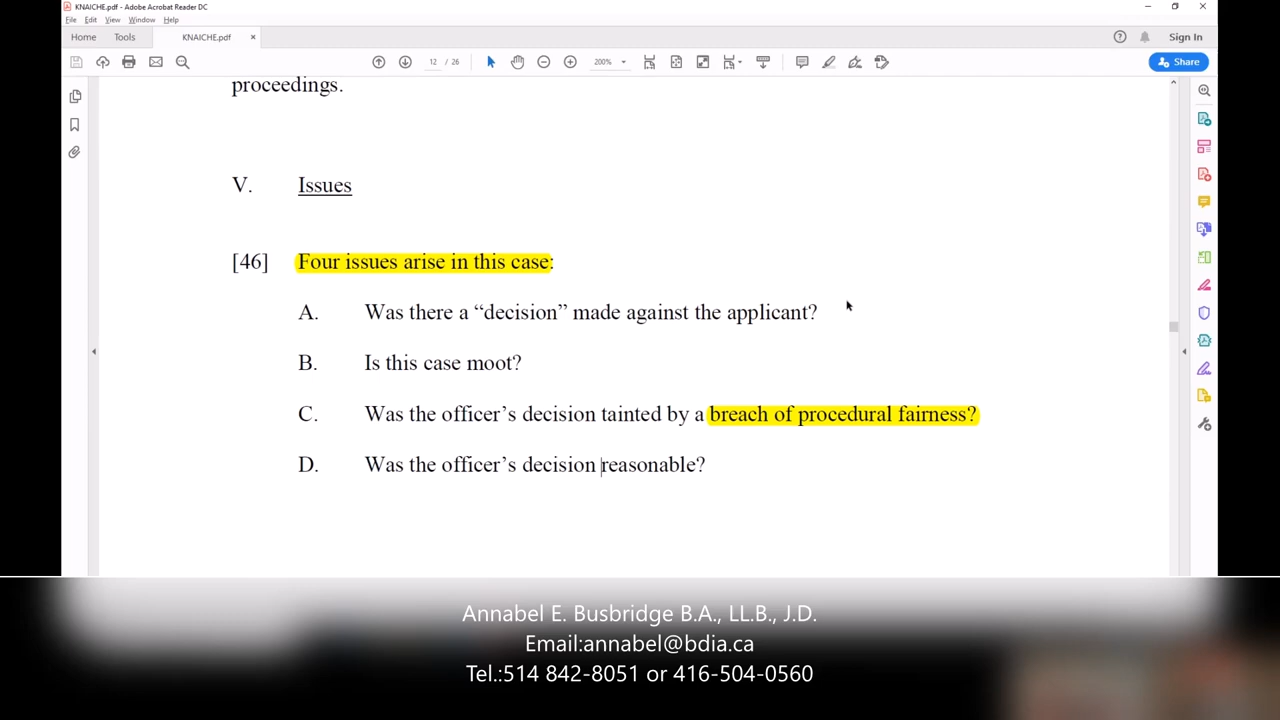 KNAICHE.pdf - Adobe Acrobat Reader DC
File Edit View Window Help
Home Tools KNAICHE.pdf × Sign In
12 / 26 200% Share
proceedings.
V. Issues
[46] Four issues arise in this case:
A. Was there a “decision” made against the applicant?
B. Is this case moot?
C. Was the officer’s decision tainted by a breach of procedural fairness?
D. Was the officer’s decision reasonable?
Annabel E. Busbridge B.A., LL.B., J.D.
Email:annabel@bdia.ca
Tel.:514 842-8051 or 416-504-0560